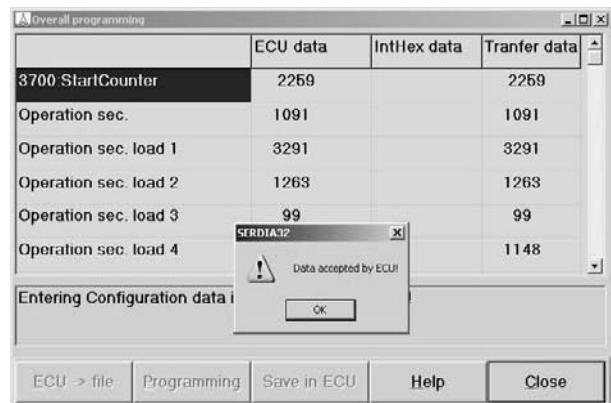 Overall programming
ECU data IntHex data Tranfer data
3700:StartCounter 2259 2259
Operation sec. 1091 1091
Operation sec. load 1 3291 3291
Operation sec. load 2 1263 1263
Operation sec. load 3 99 99
Operation sec. load 4 1148
SERDIA32
Data accepted by ECU!
OK
Entering Configuration data i !
ECU -> file Programming Save in ECU Help Close